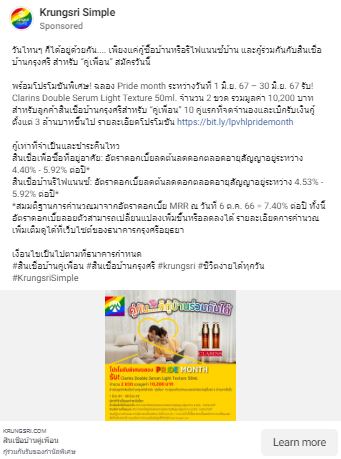 Krungsri Simple
Sponsored
วันไหนๆ ก็ได้อยู่ด้วยกัน.... เพียงแค่กู้ซื้อบ้านหรือรีไฟแนนซ์บ้าน และกู้ร่วมกันกับสินเชื่อ
บ้านกรุงศรี สำหรับ “คู่เพื่อน” สมัครวันนี้
พร้อมโปรโมชันพิเศษ! ฉลอง Pride month ระหว่างวันที่ 1 มิ.ย. 67 – 30 มิ.ย. 67 รับ!
Clarins Double Serum Light Texture 50ml. จำนวน 2 ขวด รวมมูลค่า 10,200 บาท
สำหรับลูกค้าสินเชื่อบ้านกรุงศรีสำหรับ “คู่เพื่อน” 10 คู่แรกที่จดจำนองและเบิกรับเงินกู้
ตั้งแต่ 3 ล้านบาทขึ้นไป รายละเอียดโปรโมชัน https://bit.ly/lpvhlpridemonth
กู้เท่าที่จำเป็นและชำระคืนไหว
สินเชื่อเพื่อซื้อที่อยู่อาศัย: อัตราดอกเบี้ยลดต้นลดดอกตลอดอายุสัญญาอยู่ระหว่าง
4.40% - 5.92% ต่อปี*
สินเชื่อบ้านรีไฟแนนซ์: อัตราดอกเบี้ยลดต้นลดดอกตลอดอายุสัญญาอยู่ระหว่าง 4.53% -
5.92% ต่อปี*
*สมมติฐานการคำนวณมาจากอัตราดอกเบี้ย MRR ณ วันที่ 6 ต.ค. 66 = 7.40% ต่อปี ทั้งนี้
อัตราดอกเบี้ยลอยตัวสามารถเปลี่ยนแปลงเพิ่มขึ้นหรือลดลงได้ รายละเอียดการคำนวณ
เพิ่มเติมดูได้ที่เว็บไซต์ของธนาคารกรุงศรีอยุธยา
เงื่อนไขเป็นไปตามที่ธนาคารกำหนด
#สินเชื่อบ้านคู่เพื่อน #สินเชื่อบ้านกรุงศรี #krungsri #ชีวิตง่ายได้ทุกวัน
#KrungsriSimple
CLARINS
โปรโมชันพิเศษฉลอง PRIDE MONTH
รับ! Clarins Double Serum Light Texture 50ml.
จำนวน 2 ขวด รวมมูลค่า 10,200 บาท
KRUNGSRI.COM
สินเชื่อบ้านคู่เพื่อน
กู้ร่วมกันรับของกำนัลพิเศษ
Learn more